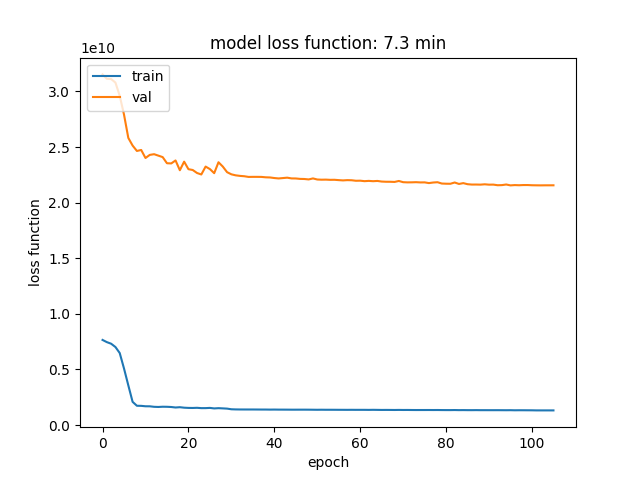 model loss function: 7.3 min
1e10
train
val
3.0
2.5
2.0
1.5
1.0
0.5
0.0
loss function
0 20 40 60 80 100
epoch